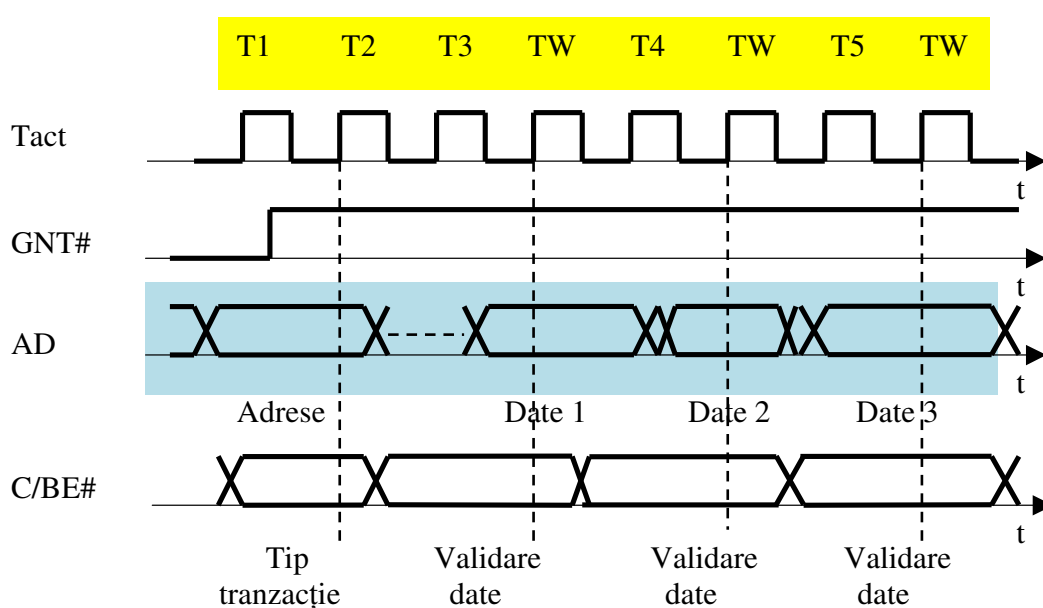 T1 T2 T3 TW T4 TW T5 TW
Tact
t
GNT#
t
t
AD
t
Adrese Date 1 Date 2 Date 3
C/BE#
t
Tip Validare Validare Validare
tranzacție date date date